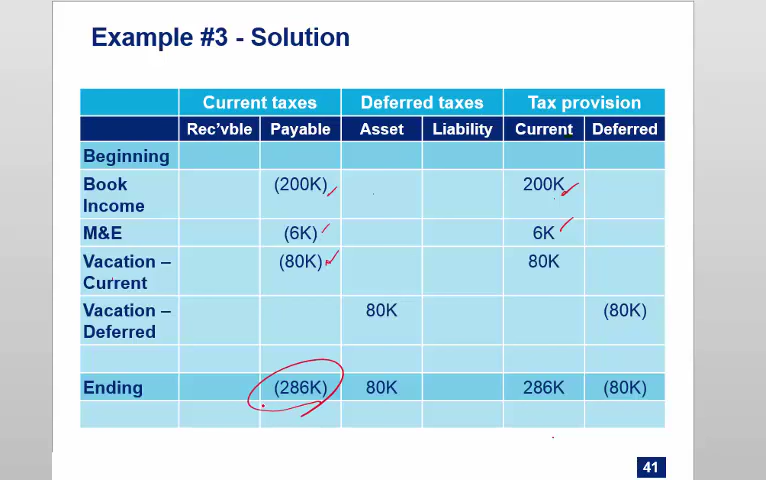 Example #3 - Solution
Current taxes Deferred taxes Tax provision
Rec'vble Payable Asset Liability Current Deferred
Beginning
Book Income (200K) 200K
M&E (6K) 6K
Vacation – Current (80K) 80K
Vacation – Deferred 80K (80K)
Ending (286K) 80K 286K (80K)
41